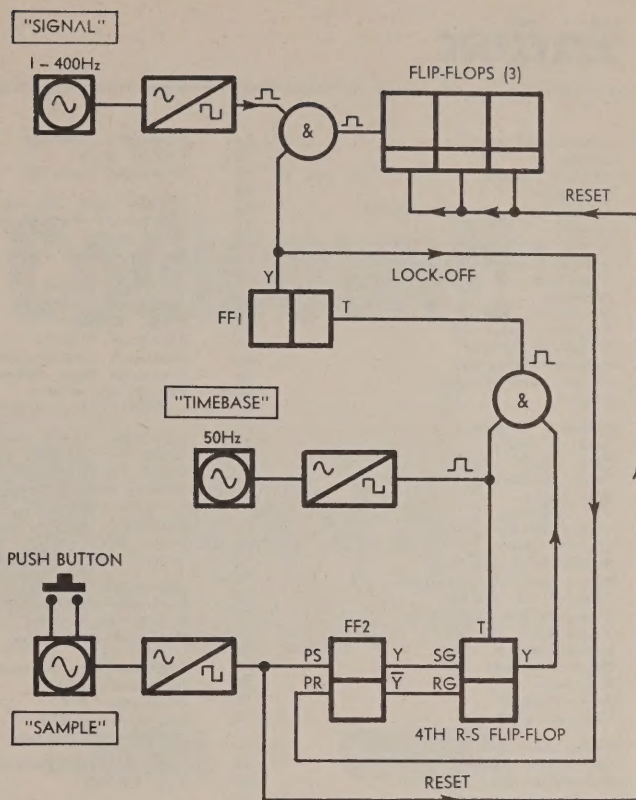 "SIGNAL"
1 – 400Hz
FLIP-FLOPS (3)
&
RESET
Y
LOCK-OFF
FF1
T
"TIMEBASE"
&
50Hz
PUSH BUTTON
FF2
T
PS
Y
SG
Y
PR
Y̅
RG
"SAMPLE"
4TH R-S FLIP-FLOP
RESET